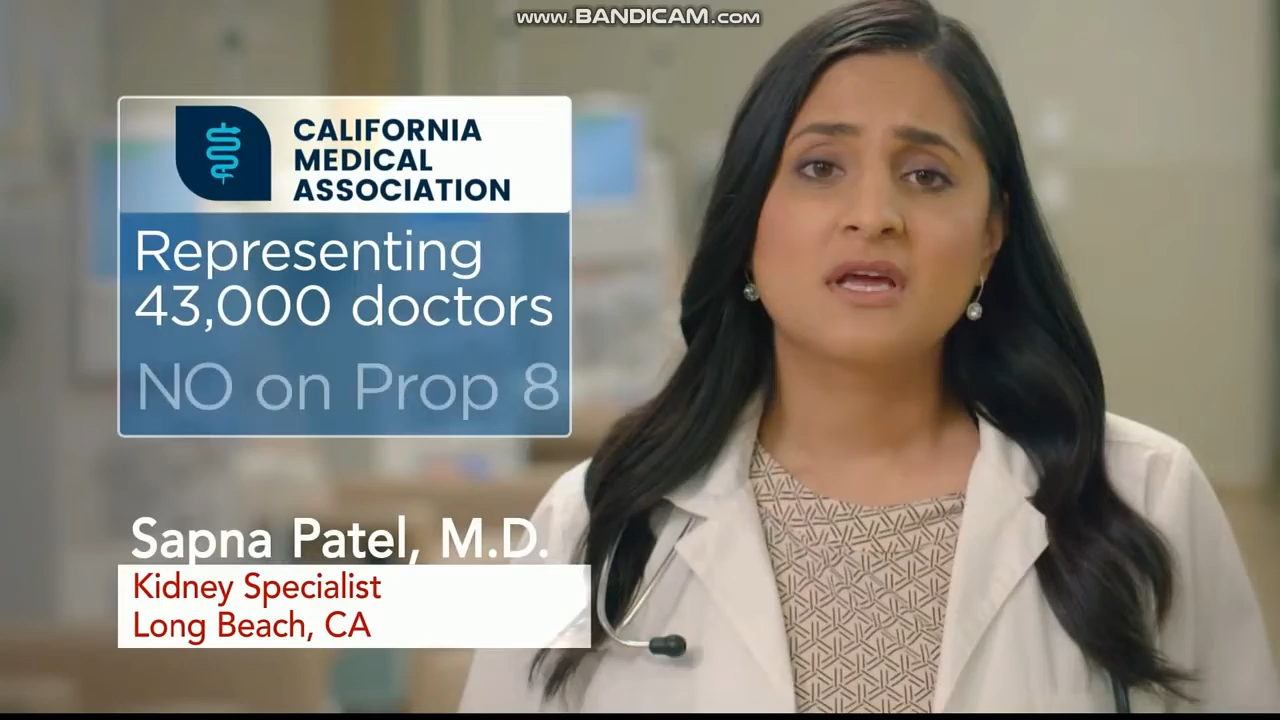 www.BANDICAM.com
CALIFORNIA
MEDICAL
ASSOCIATION
Representing
43,000 doctors
NO on Prop 8
Sapna Patel, M.D.
Kidney Specialist
Long Beach, CA